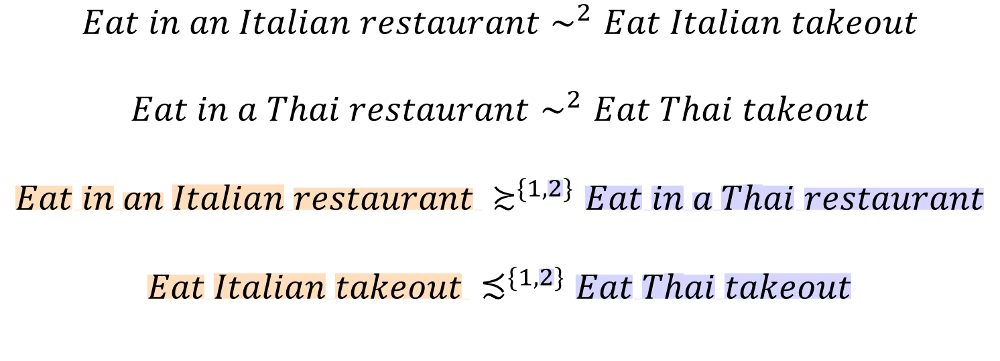 Eat in an Italian restaurant ~² Eat Italian takeout
Eat in a Thai restaurant ~² Eat Thai takeout
Eat in an Italian restaurant ≿^{1,2} Eat in a Thai restaurant
Eat Italian takeout ≾^{1,2} Eat Thai takeout